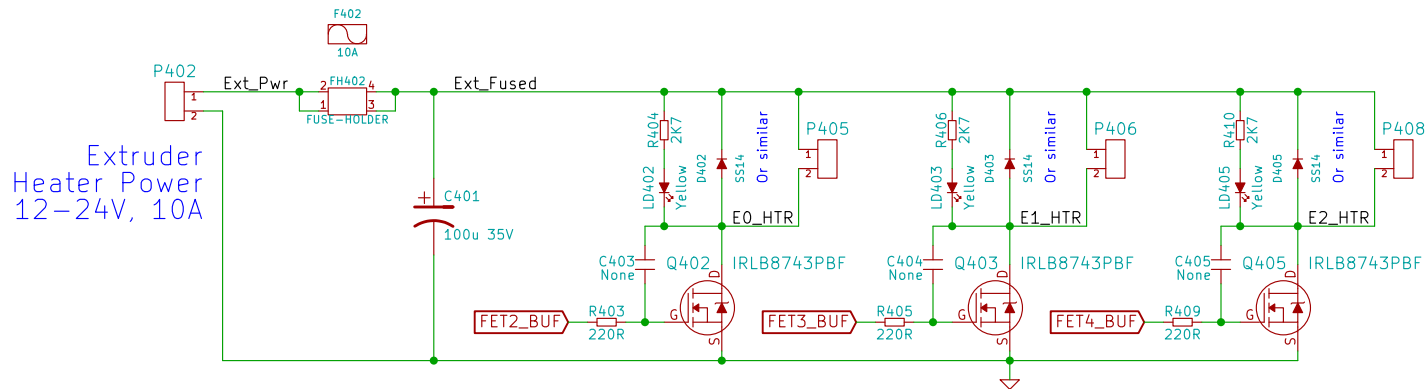 F402
10A
P402
1
2
Ext_Pwr
2
1
FH402
4
3
FUSE-HOLDER
Ext_Fused
Extruder
Heater Power
12-24V, 10A
C401
100u 35V
R404
2K7
LD402
Yellow
D402
SS14
Or similar
P405
1
2
E0_HTR
C403
None
Q402
IRLB8743PBF
D
G
S
FET2_BUF
R403
220R
R406
2K7
LD403
Yellow
D403
SS14
Or similar
P406
1
2
E1_HTR
C404
None
Q403
IRLB8743PBF
D
G
S
FET3_BUF
R405
220R
R410
2K7
LD405
Yellow
D405
SS14
Or similar
P408
1
2
E2_HTR
C405
None
Q405
IRLB8743PBF
D
G
S
FET4_BUF
R409
220R